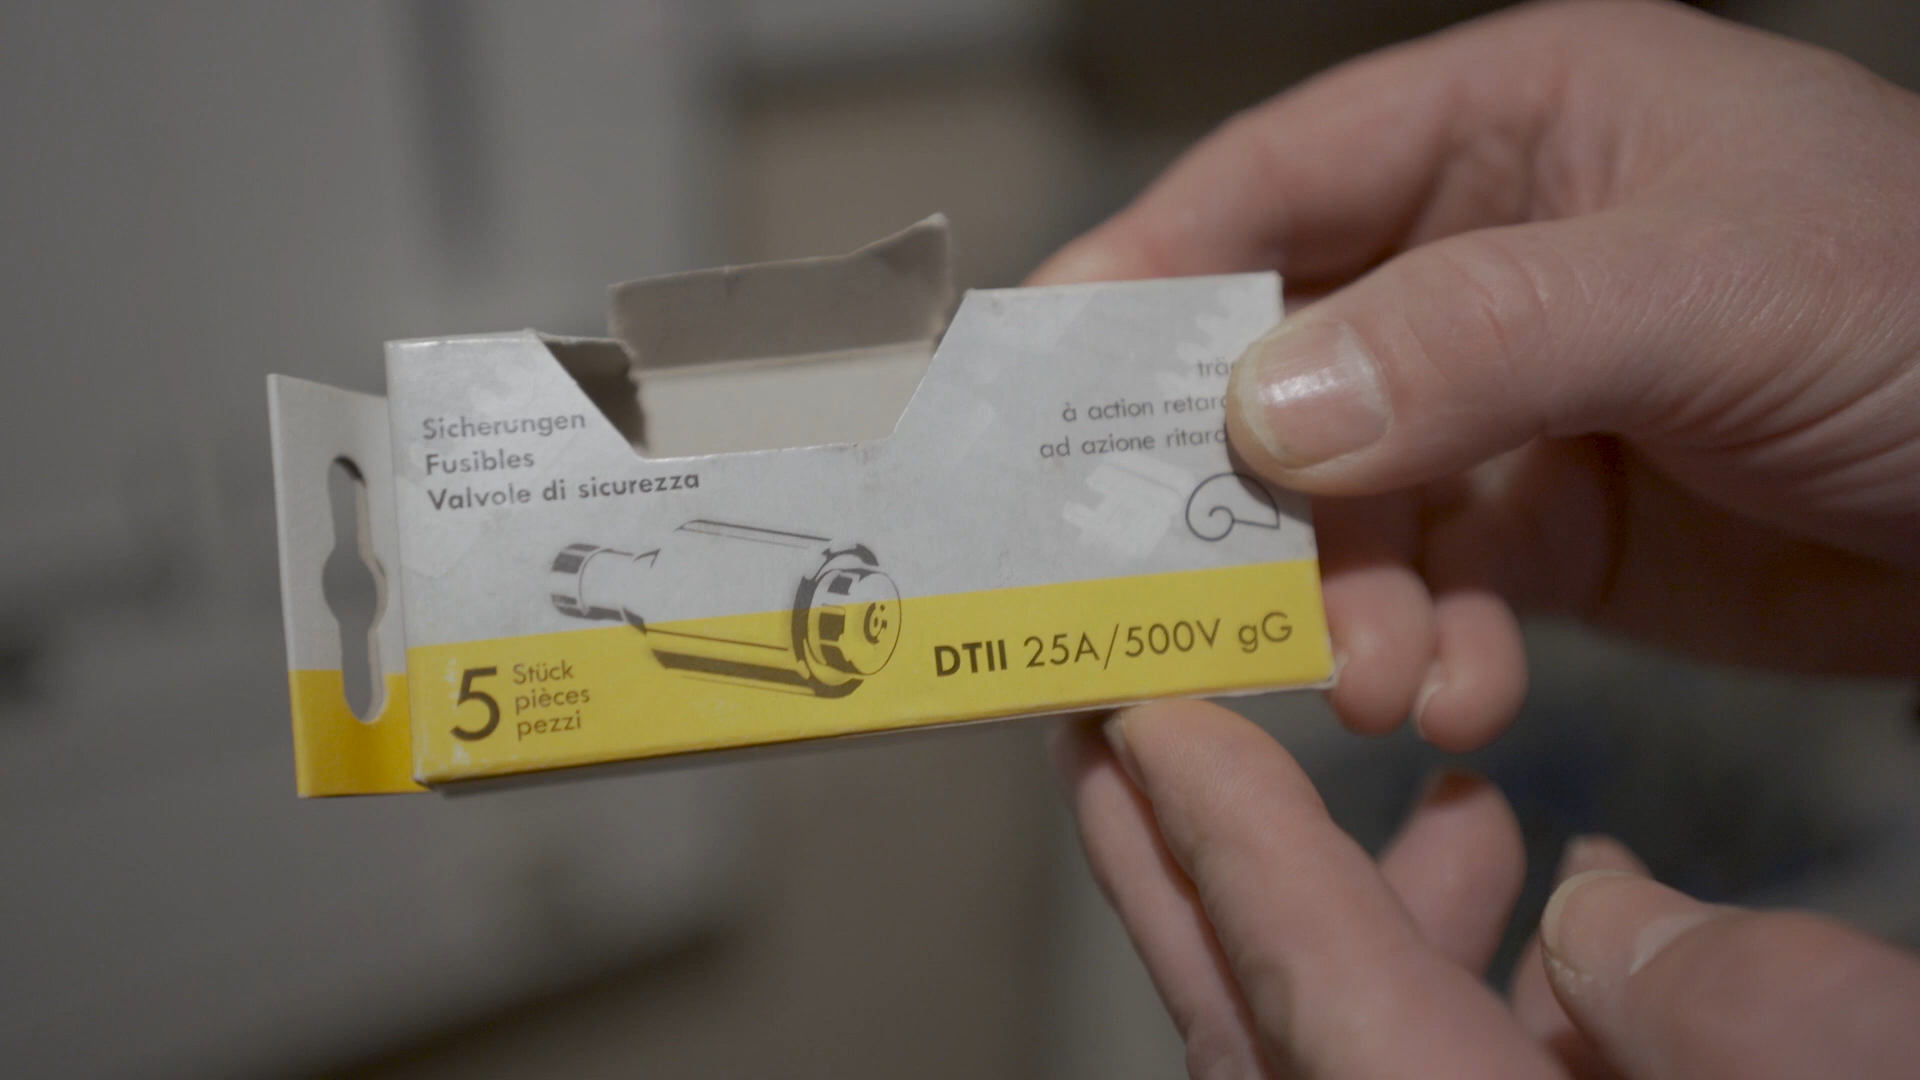 Sicherungen
Fusibles
Valvole di sicurezza
à action
ad azione
5
Stück
pièces
pezzi
DTII 25A/500V gG